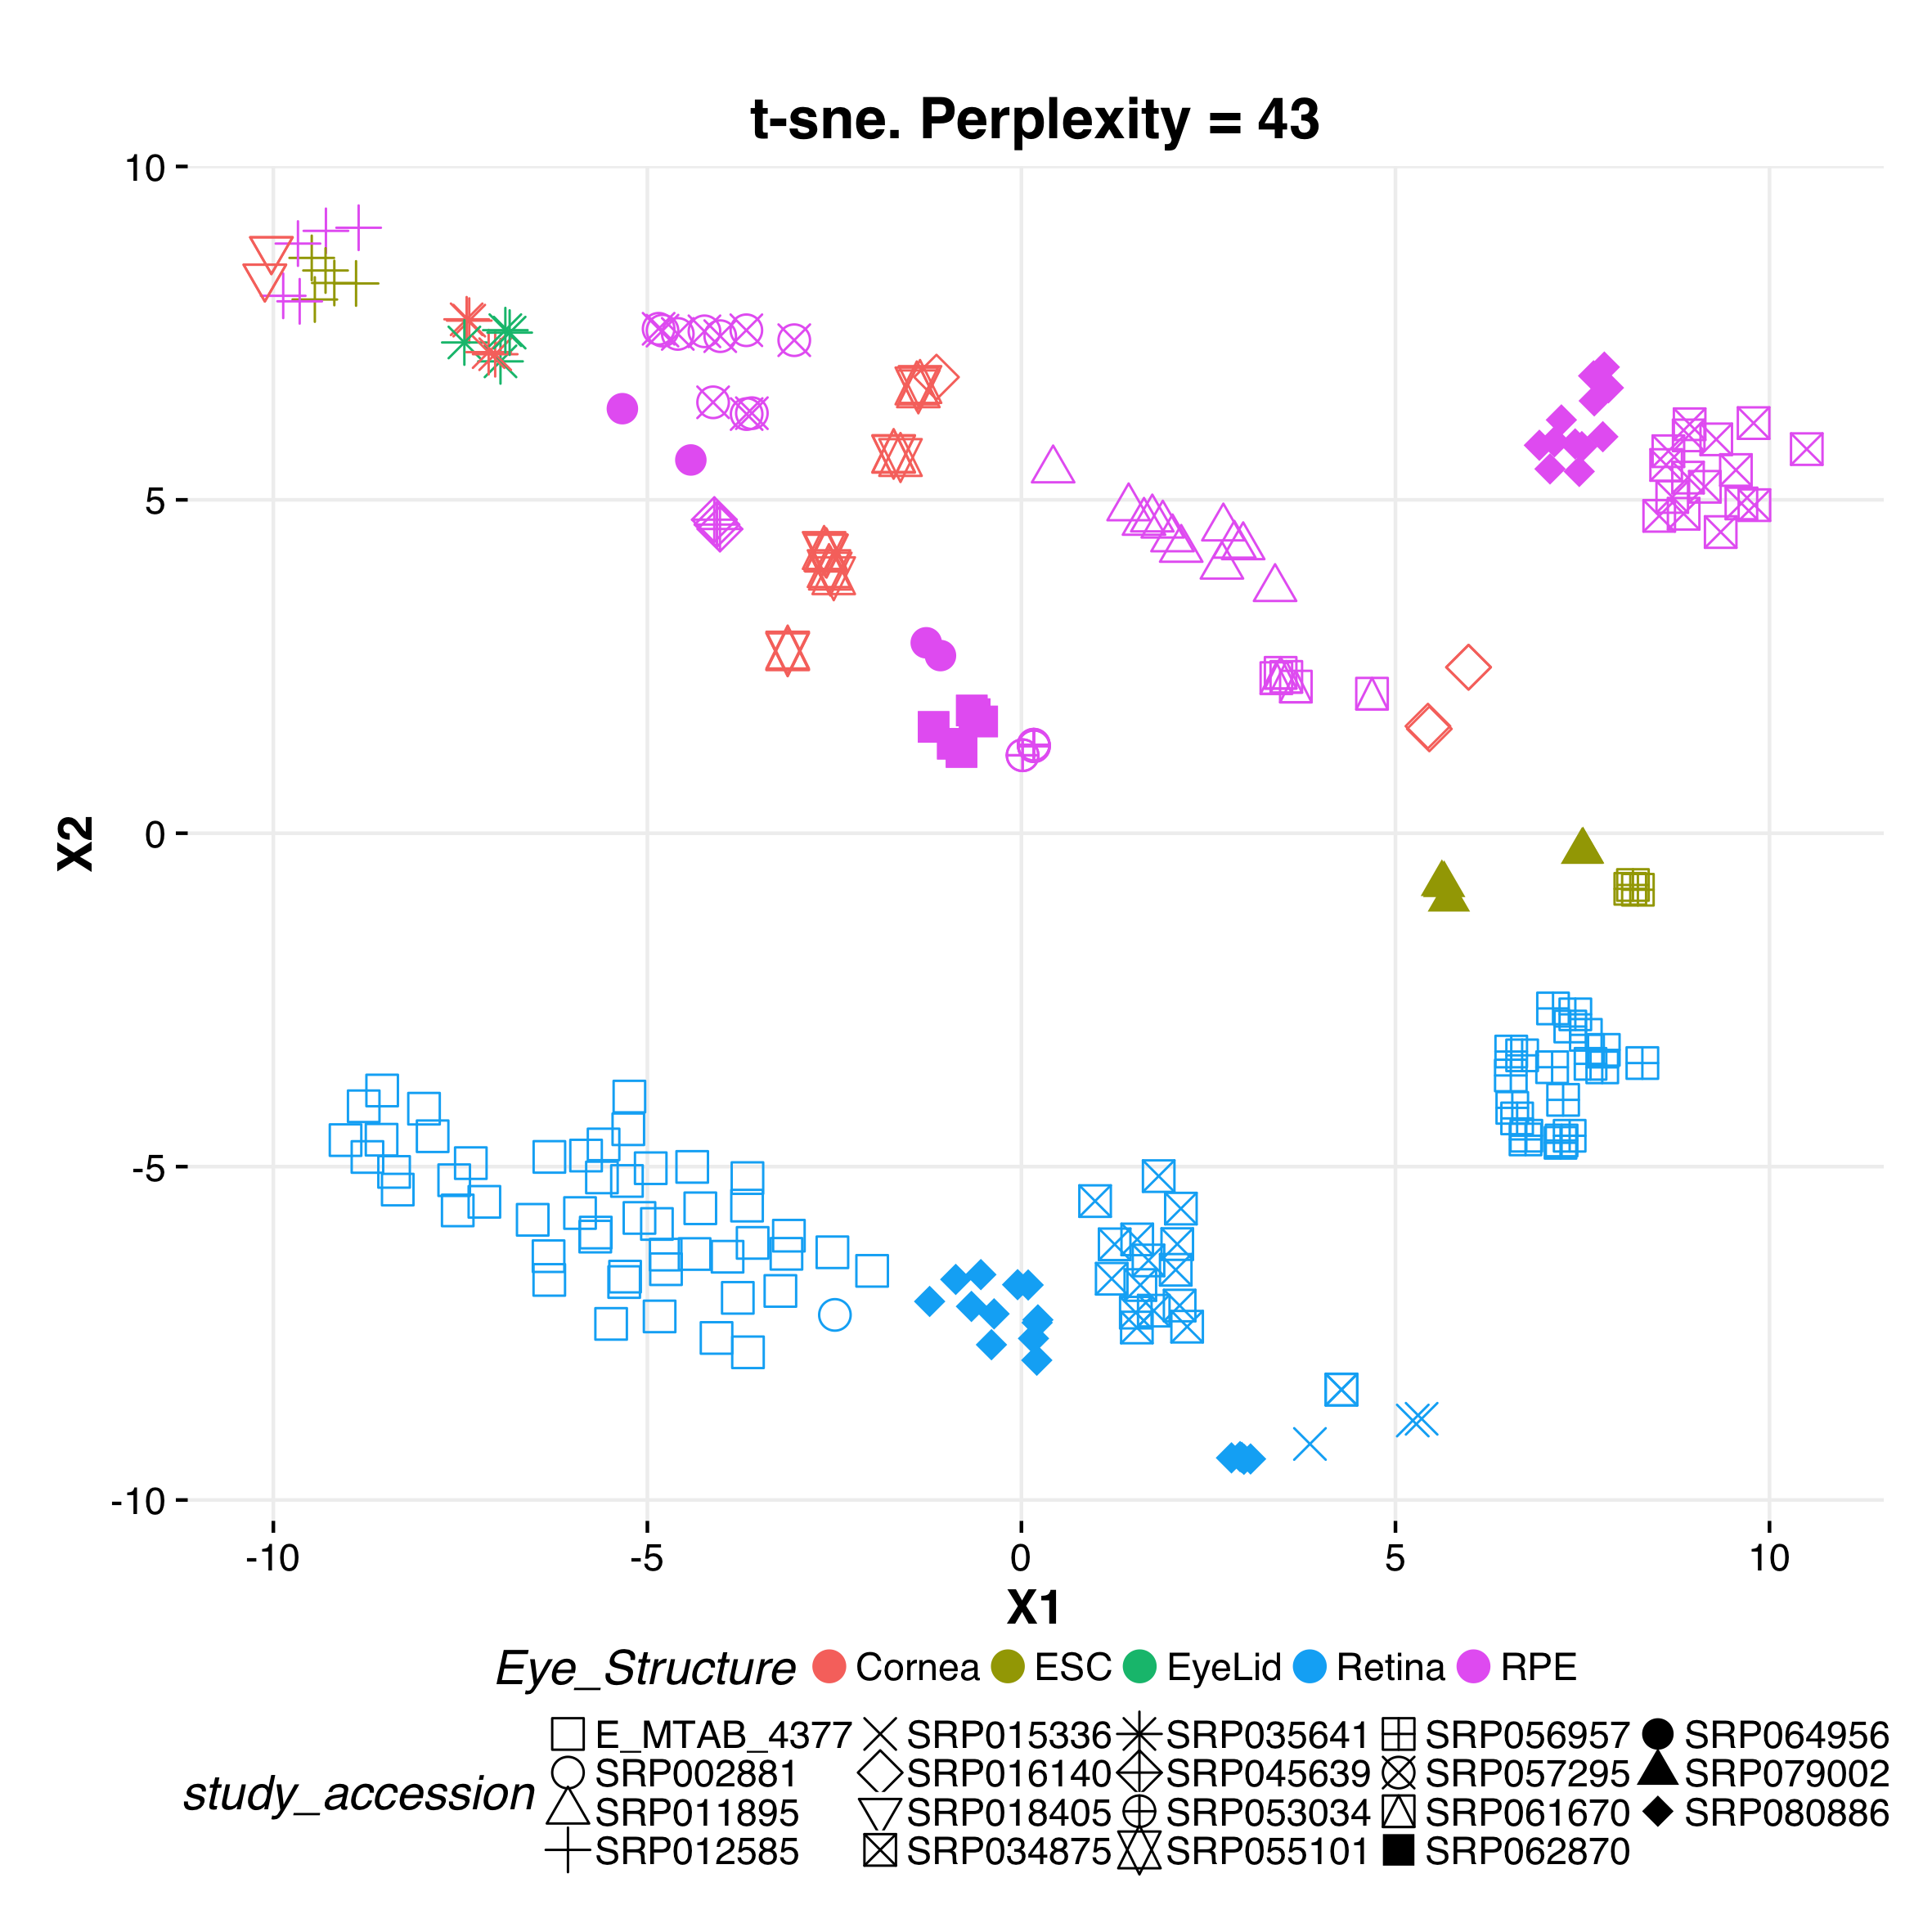 t-sne. Perplexity = 43
10
5
0
-5
-10
X2
-10 -5 0 5 10
X1
Eye_Structure Cornea ESC EyeLid Retina RPE
study_accession
E_MTAB_4377 SRP015336 SRP035641 SRP056957 SRP064956
SRP002881 SRP016140 SRP045639 SRP057295 SRP079002
SRP011895 SRP018405 SRP053034 SRP061670 SRP080886
SRP012585 SRP034875 SRP055101 SRP062870